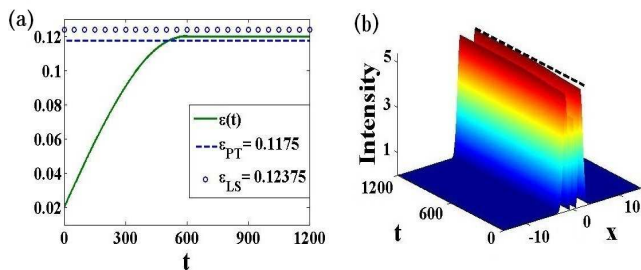 (a)
0.12
0.1
0.08
0.06
0.04
0.02
ε(t)
ε_PT = 0.1175
ε_LS = 0.12375
0 300 600 900 1200
t
(b)
Intensity
5
3
1
1200
600
0
t
-10 0 10
x